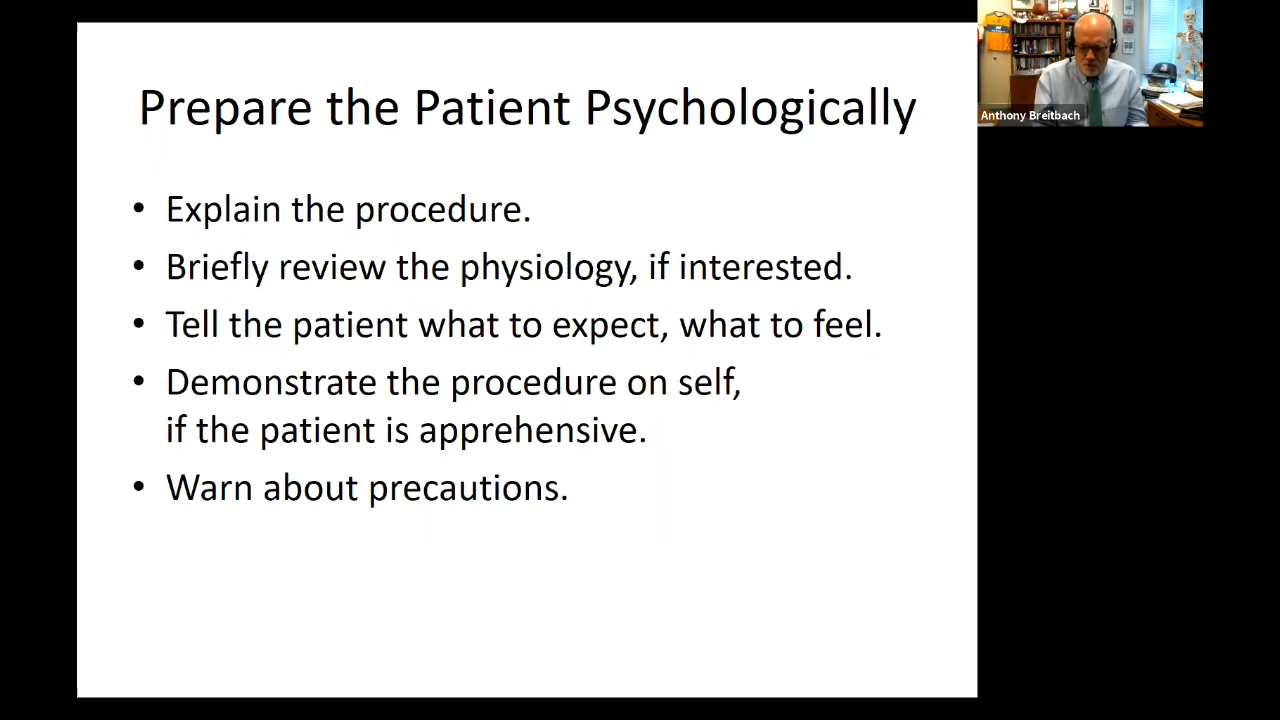 Prepare the Patient Psychologically
• Explain the procedure.
• Briefly review the physiology, if interested.
• Tell the patient what to expect, what to feel.
• Demonstrate the procedure on self,
if the patient is apprehensive.
• Warn about precautions.
Anthony Breitbach